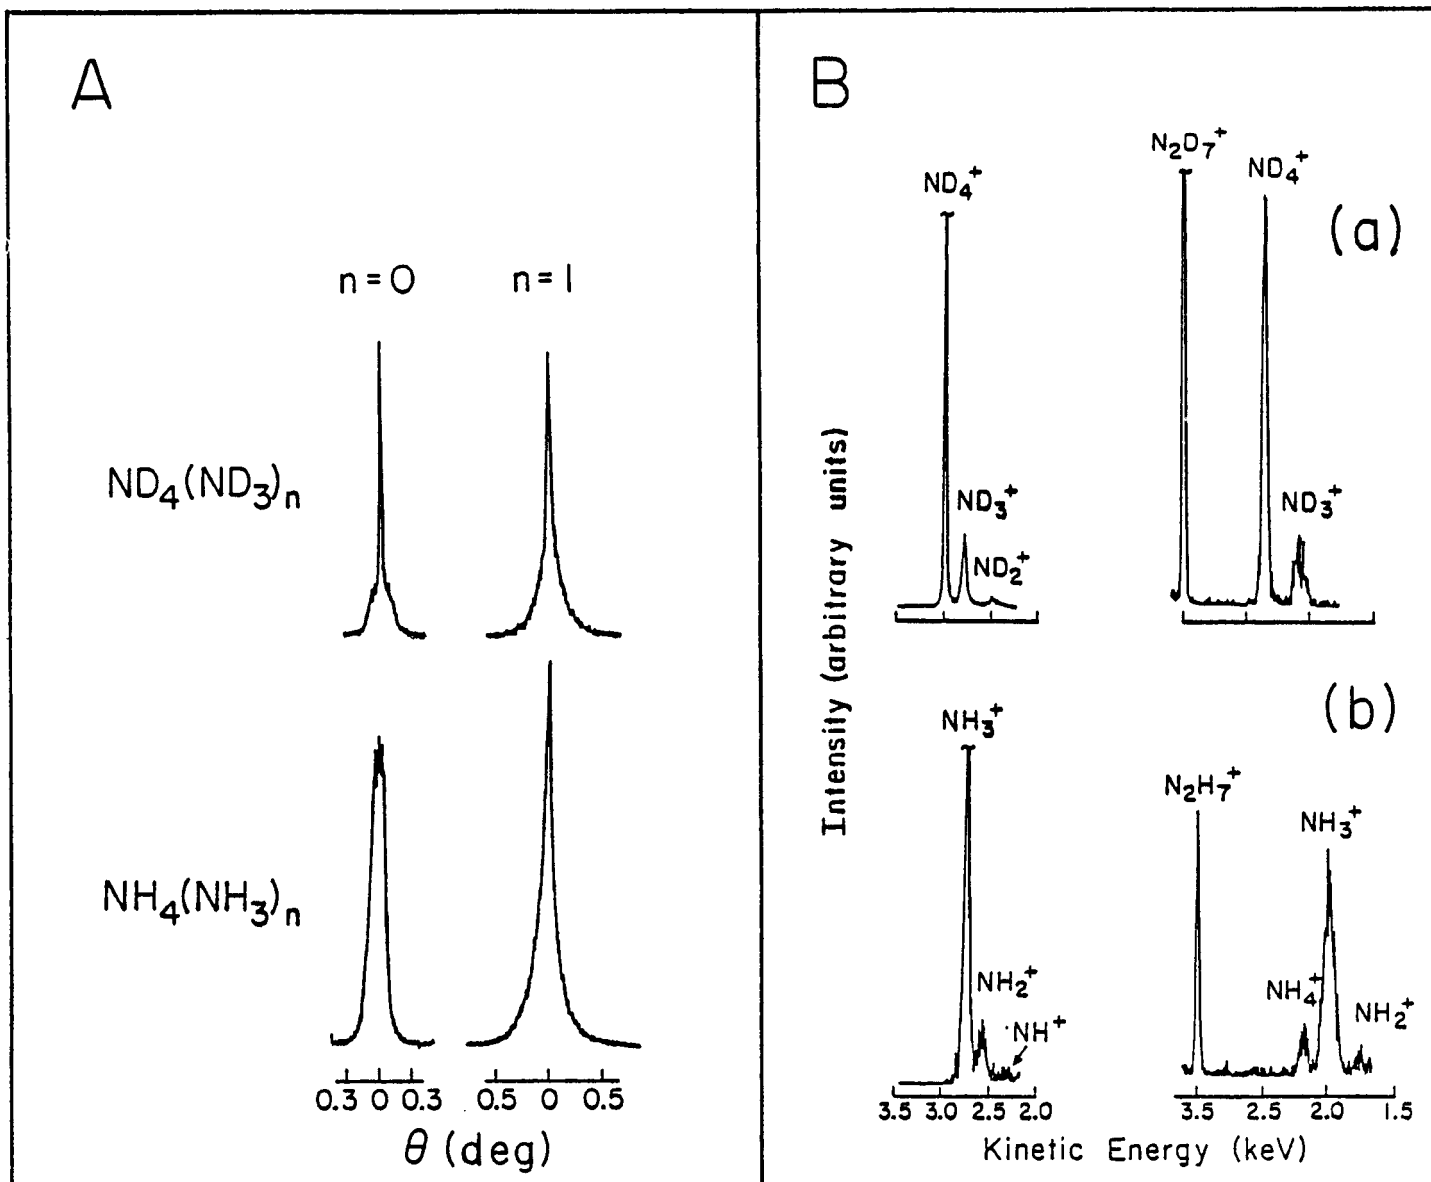 A
n=0
n=1
ND₄(ND₃)ₙ
NH₄(NH₃)ₙ
0.3 0 0.3
0.5 0 0.5
θ (deg)
B
ND₄⁺
ND₃⁺
ND₂⁺
N₂D₇⁺
ND₄⁺
ND₃⁺
(a)
Intensity (arbitrary units)
NH₃⁺
NH₂⁺
NH⁺
N₂H₇⁺
NH₄⁺
NH₃⁺
NH₂⁺
(b)
3.5 3.0 2.5 2.0
3.5 2.5 2.0 1.5
Kinetic Energy (keV)